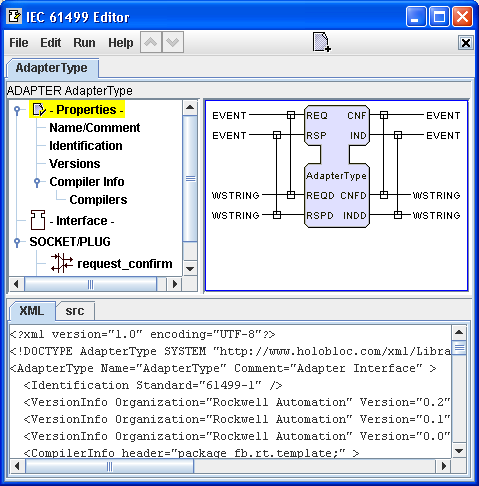 IEC 61499 Editor
File Edit Run Help
AdapterType
ADAPTER AdapterType
- Properties -
Name/Comment
Identification
Versions
Compiler Info
Compilers
- Interface -
SOCKET/PLUG
request_confirm
EVENT REQ CNF EVENT
EVENT RSP IND EVENT
AdapterType
WSTRING REQD CNFD WSTRING
WSTRING RSPD INDD WSTRING
XML src
<?xml version="1.0" encoding="UTF-8"?>
<!DOCTYPE AdapterType SYSTEM "http://www.holobloc.com/xml/Libra
<AdapterType Name="AdapterType" Comment="Adapter Interface" >
<Identification Standard="61499-1" />
<VersionInfo Organization="Rockwell Automation" Version="0.2"
<VersionInfo Organization="Rockwell Automation" Version="0.1"
<VersionInfo Organization="Rockwell Automation" Version="0.0"
<CompilerInfo header="package fb.rt.template;" >